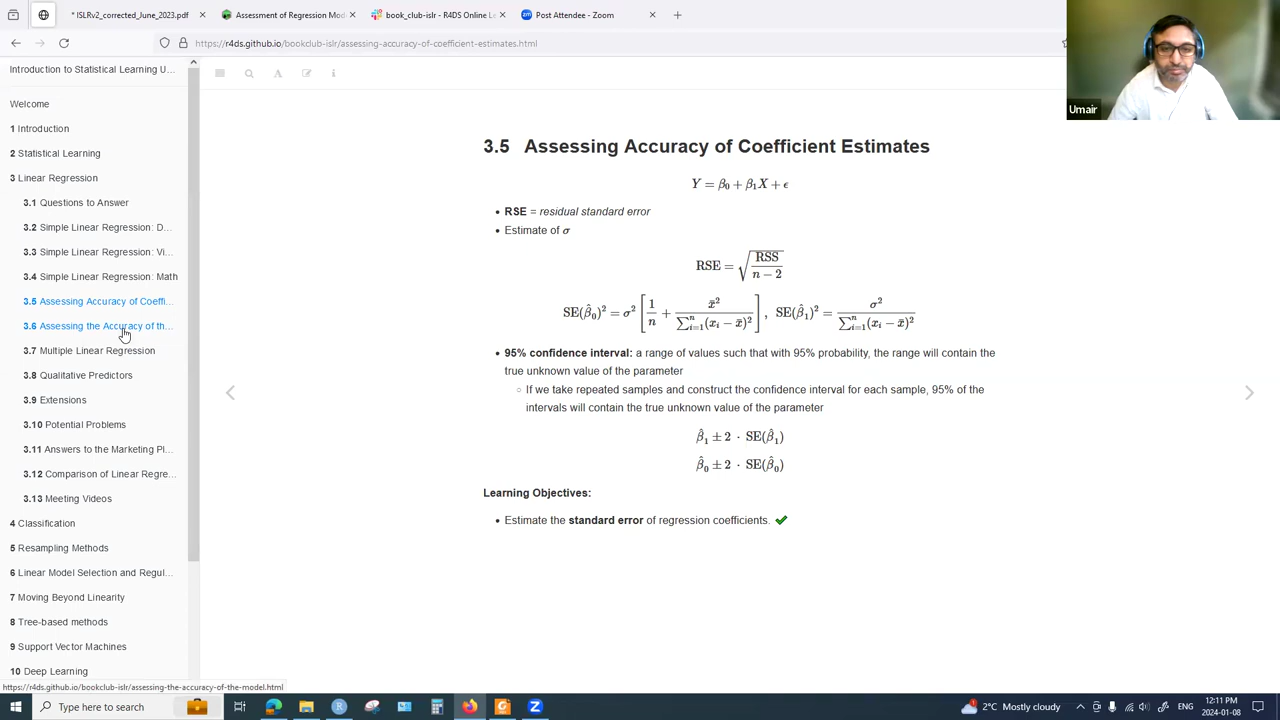 * ISLRv2_corrected_June_2023.pdf
Assessment of Regression Mod
book_club-islr - R4DS Online Le
Post Attendee - Zoom
https://r4ds.github.io/bookclub-islr/assessing-accuracy-of-coefficient-estimates.html
Umair
Introduction to Statistical Learning U...
Welcome
1 Introduction
2 Statistical Learning
3 Linear Regression
3.1 Questions to Answer
3.2 Simple Linear Regression: D...
3.3 Simple Linear Regression: Vi...
3.4 Simple Linear Regression: Math
3.5 Assessing Accuracy of Coeffi...
3.6 Assessing the Accuracy of th...
3.7 Multiple Linear Regression
3.8 Qualitative Predictors
3.9 Extensions
3.10 Potential Problems
3.11 Answers to the Marketing Pl...
3.12 Comparison of Linear Regre...
3.13 Meeting Videos
4 Classification
5 Resampling Methods
6 Linear Model Selection and Regul...
7 Moving Beyond Linearity
8 Tree-based methods
9 Support Vector Machines
10 Deep Learning
https://r4ds.github.io/bookclub-islr/assessing-the-accuracy-of-the-model.html
3.5 Assessing Accuracy of Coefficient Estimates
Y = β₀ + β₁X + ϵ
• RSE = residual standard error
• Estimate of σ
RSE = √(RSS / (n − 2))
SE(β̂₀)² = σ² [1/n + x̄² / ∑ᵢ₌₁ⁿ(xᵢ − x̄)²], SE(β̂₁)² = σ² / ∑ᵢ₌₁ⁿ(xᵢ − x̄)²
• 95% confidence interval: a range of values such that with 95% probability, the range will contain the
true unknown value of the parameter
○ If we take repeated samples and construct the confidence interval for each sample, 95% of the
intervals will contain the true unknown value of the parameter
β̂₁ ± 2 · SE(β̂₁)
β̂₀ ± 2 · SE(β̂₀)
Learning Objectives:
• Estimate the standard error of regression coefficients. ✔
Type here to search
2°C Mostly cloudy
ENG
12:11 PM
2024-01-08